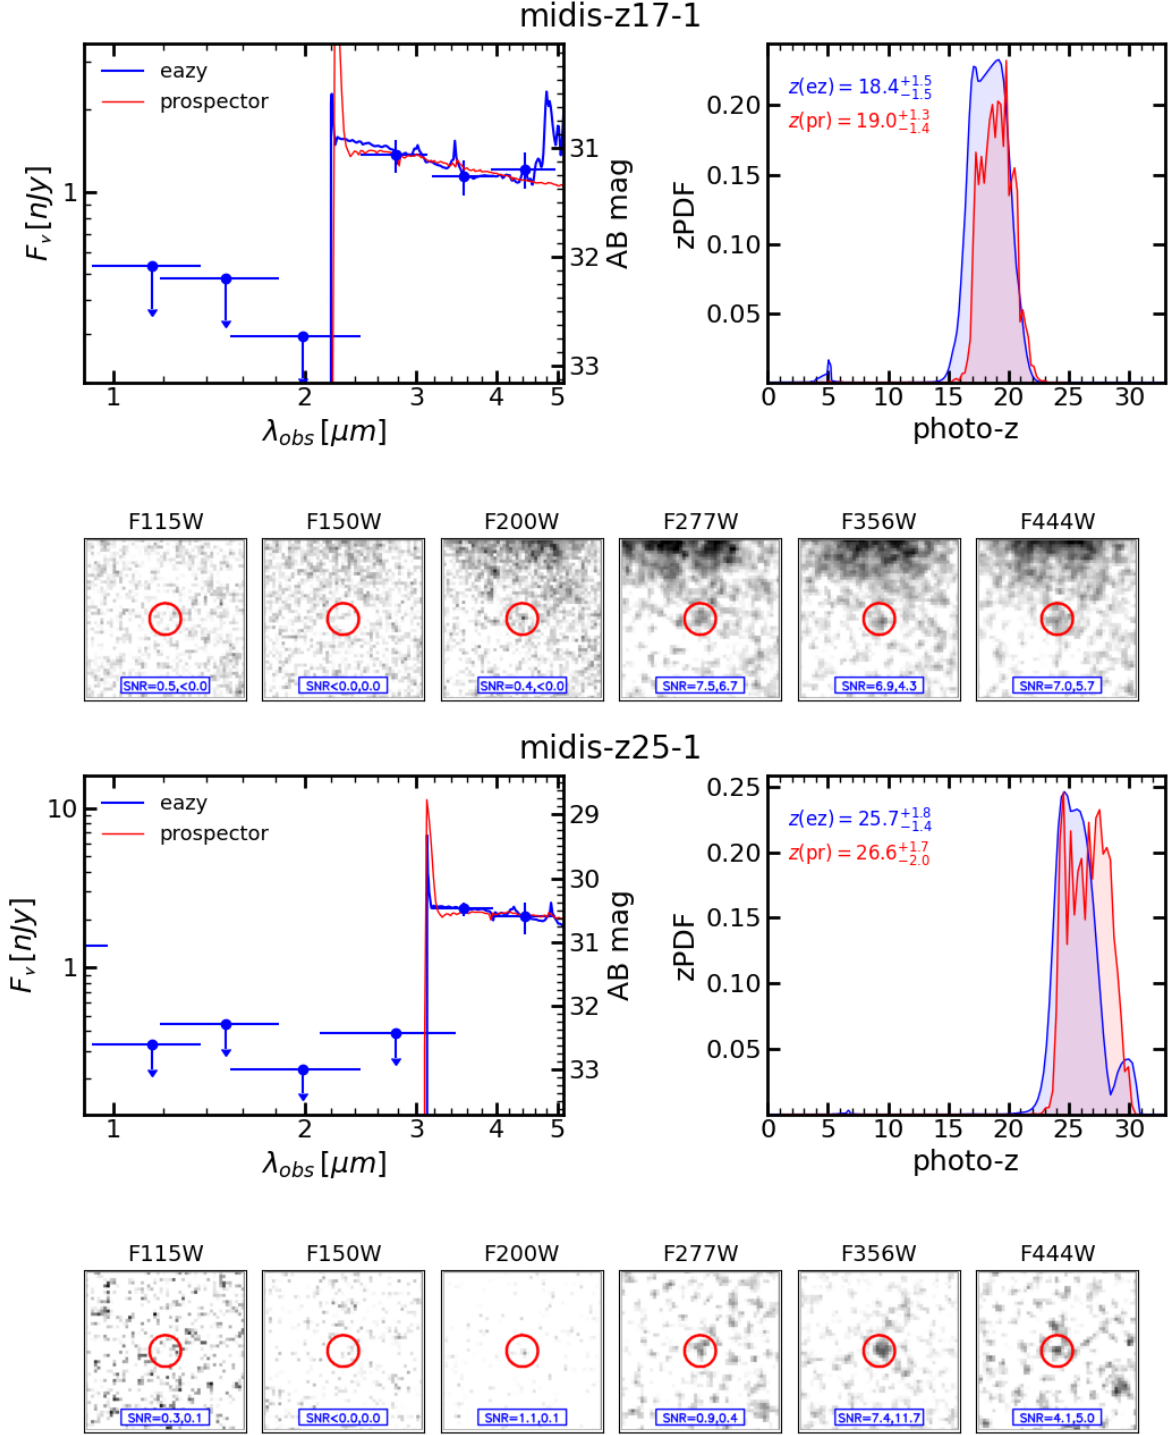 midis-z17-1
eazy
prospector
1
F_ν [nJy]
31
32
33
AB mag
1 2 3 4 5
λ_obs [μm]
z(ez) = 18.4^{+1.5}_{-1.5}
z(pr) = 19.0^{+1.3}_{-1.4}
0.20
0.15
0.10
0.05
zPDF
0 5 10 15 20 25 30
photo-z
F115W F150W F200W F277W F356W F444W
SNR=0.5,<0.0 SNR<0.0,0.0 SNR=0.4,<0.0 SNR=7.5,6.7 SNR=6.9,4.3 SNR=7.0,5.7
midis-z25-1
eazy
prospector
10
1
F_ν [nJy]
29
30
31
32
33
AB mag
1 2 3 4 5
λ_obs [μm]
z(ez) = 25.7^{+1.8}_{-1.4}
z(pr) = 26.6^{+1.7}_{-2.0}
0.25
0.20
0.15
0.10
0.05
zPDF
0 5 10 15 20 25 30
photo-z
F115W F150W F200W F277W F356W F444W
SNR=0.3,0.1 SNR<0.0,0.0 SNR=1.1,0.1 SNR=0.9,0.4 SNR=7.4,11.7 SNR=4.1,5.0